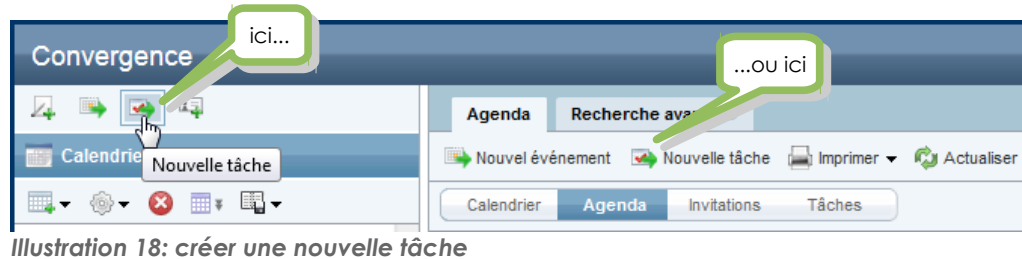 ici...
Convergence
...ou ici
Agenda
Recherche
Calendrie
Nouvelle tâche
Nouvel événement
Nouvelle tâche
Imprimer
Actualiser
Calendrier
Agenda
Invitations
Tâches
Illustration 18: créer une nouvelle tâche